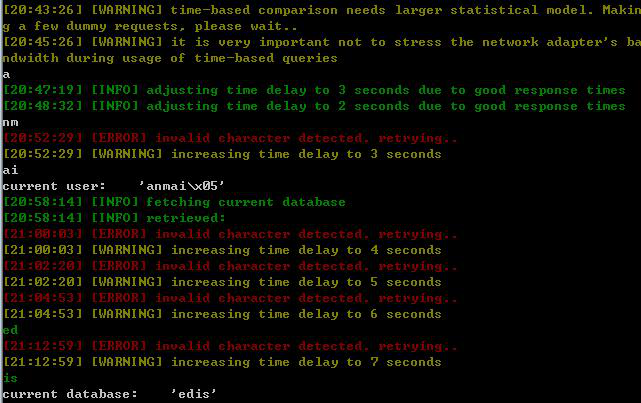 [20:43:26] [WARNING] time-based comparison needs larger statistical model. Makin
g a few dummy requests, please wait..
[20:45:26] [WARNING] it is very important not to stress the network adapter's ba
ndwidth during usage of time-based queries
a
[20:47:19] [INFO] adjusting time delay to 3 seconds due to good response times
[20:48:32] [INFO] adjusting time delay to 2 seconds due to good response times
nm
[20:52:29] [ERROR] invalid character detected. retrying..
[20:52:29] [WARNING] increasing time delay to 3 seconds
ai
current user:    'anmai\x05'
[20:58:14] [INFO] fetching current database
[20:58:14] [INFO] retrieved:
[21:00:03] [ERROR] invalid character detected. retrying..
[21:00:03] [WARNING] increasing time delay to 4 seconds
[21:02:20] [ERROR] invalid character detected. retrying..
[21:02:20] [WARNING] increasing time delay to 5 seconds
[21:04:53] [ERROR] invalid character detected. retrying..
[21:04:53] [WARNING] increasing time delay to 6 seconds
ed
[21:12:59] [ERROR] invalid character detected. retrying..
[21:12:59] [WARNING] increasing time delay to 7 seconds
is
current database:    'edis'